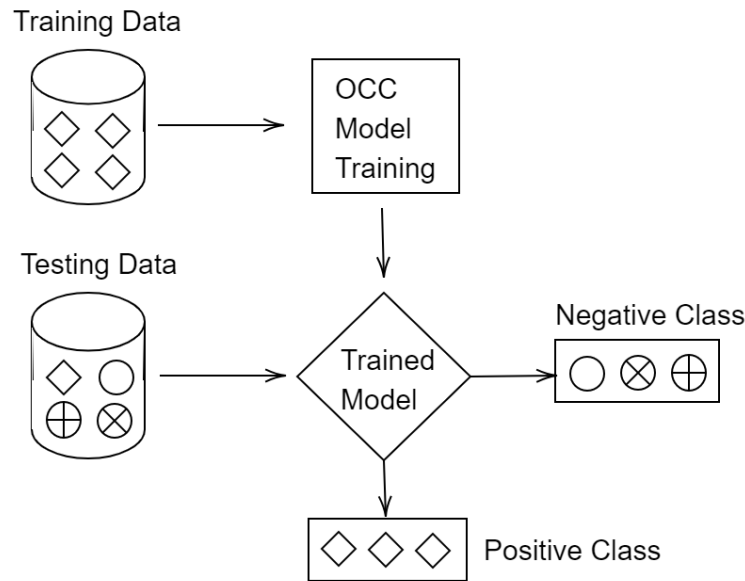 Training Data
OCC
Model
Training
Testing Data
Trained
Model
Negative Class
Positive Class